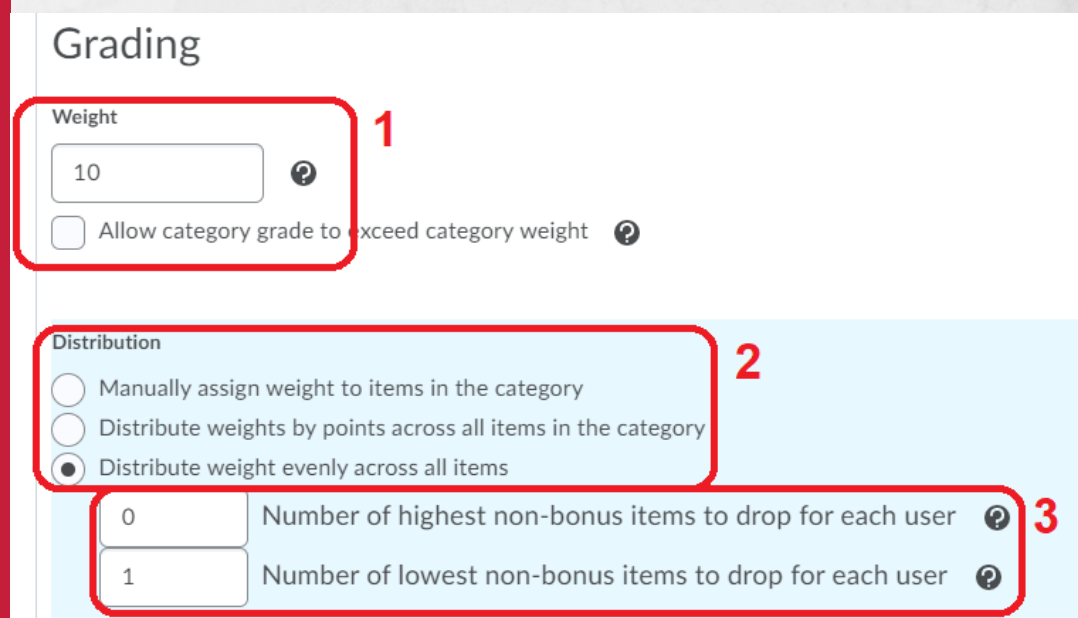 Grading
Weight
1
10
Allow category grade to exceed category weight
Distribution
2
Manually assign weight to items in the category
Distribute weights by points across all items in the category
Distribute weight evenly across all items
0 Number of highest non-bonus items to drop for each user
3
1 Number of lowest non-bonus items to drop for each user